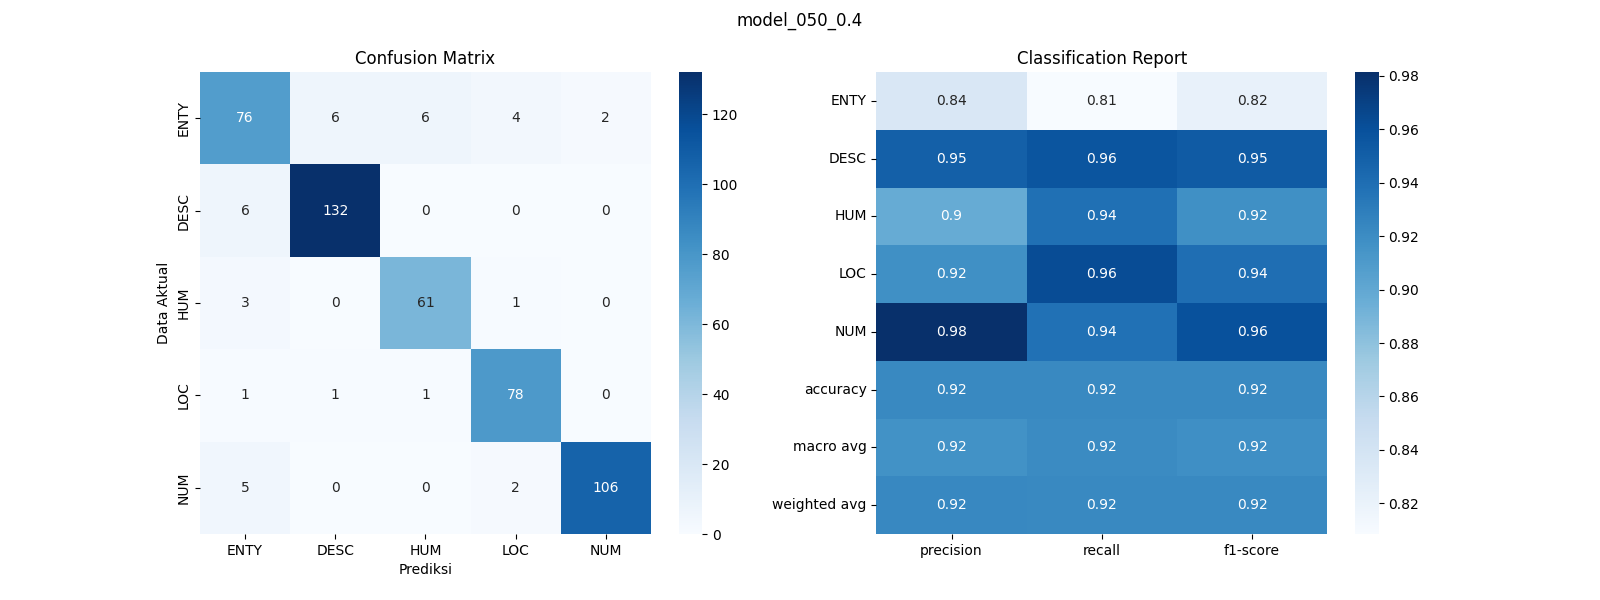 model_050_0.4
Confusion Matrix
ENTY 76 6 6 4 2
DESC 6 132 0 0 0
HUM 3 0 61 1 0
LOC 1 1 1 78 0
NUM 5 0 0 2 106
ENTY DESC HUM LOC NUM
Prediksi
Data Aktual
120
100
80
60
40
20
0
Classification Report
ENTY 0.84 0.81 0.82
DESC 0.95 0.96 0.95
HUM 0.9 0.94 0.92
LOC 0.92 0.96 0.94
NUM 0.98 0.94 0.96
accuracy 0.92 0.92 0.92
macro avg 0.92 0.92 0.92
weighted avg 0.92 0.92 0.92
precision recall f1-score
0.98
0.96
0.94
0.92
0.90
0.88
0.86
0.84
0.82